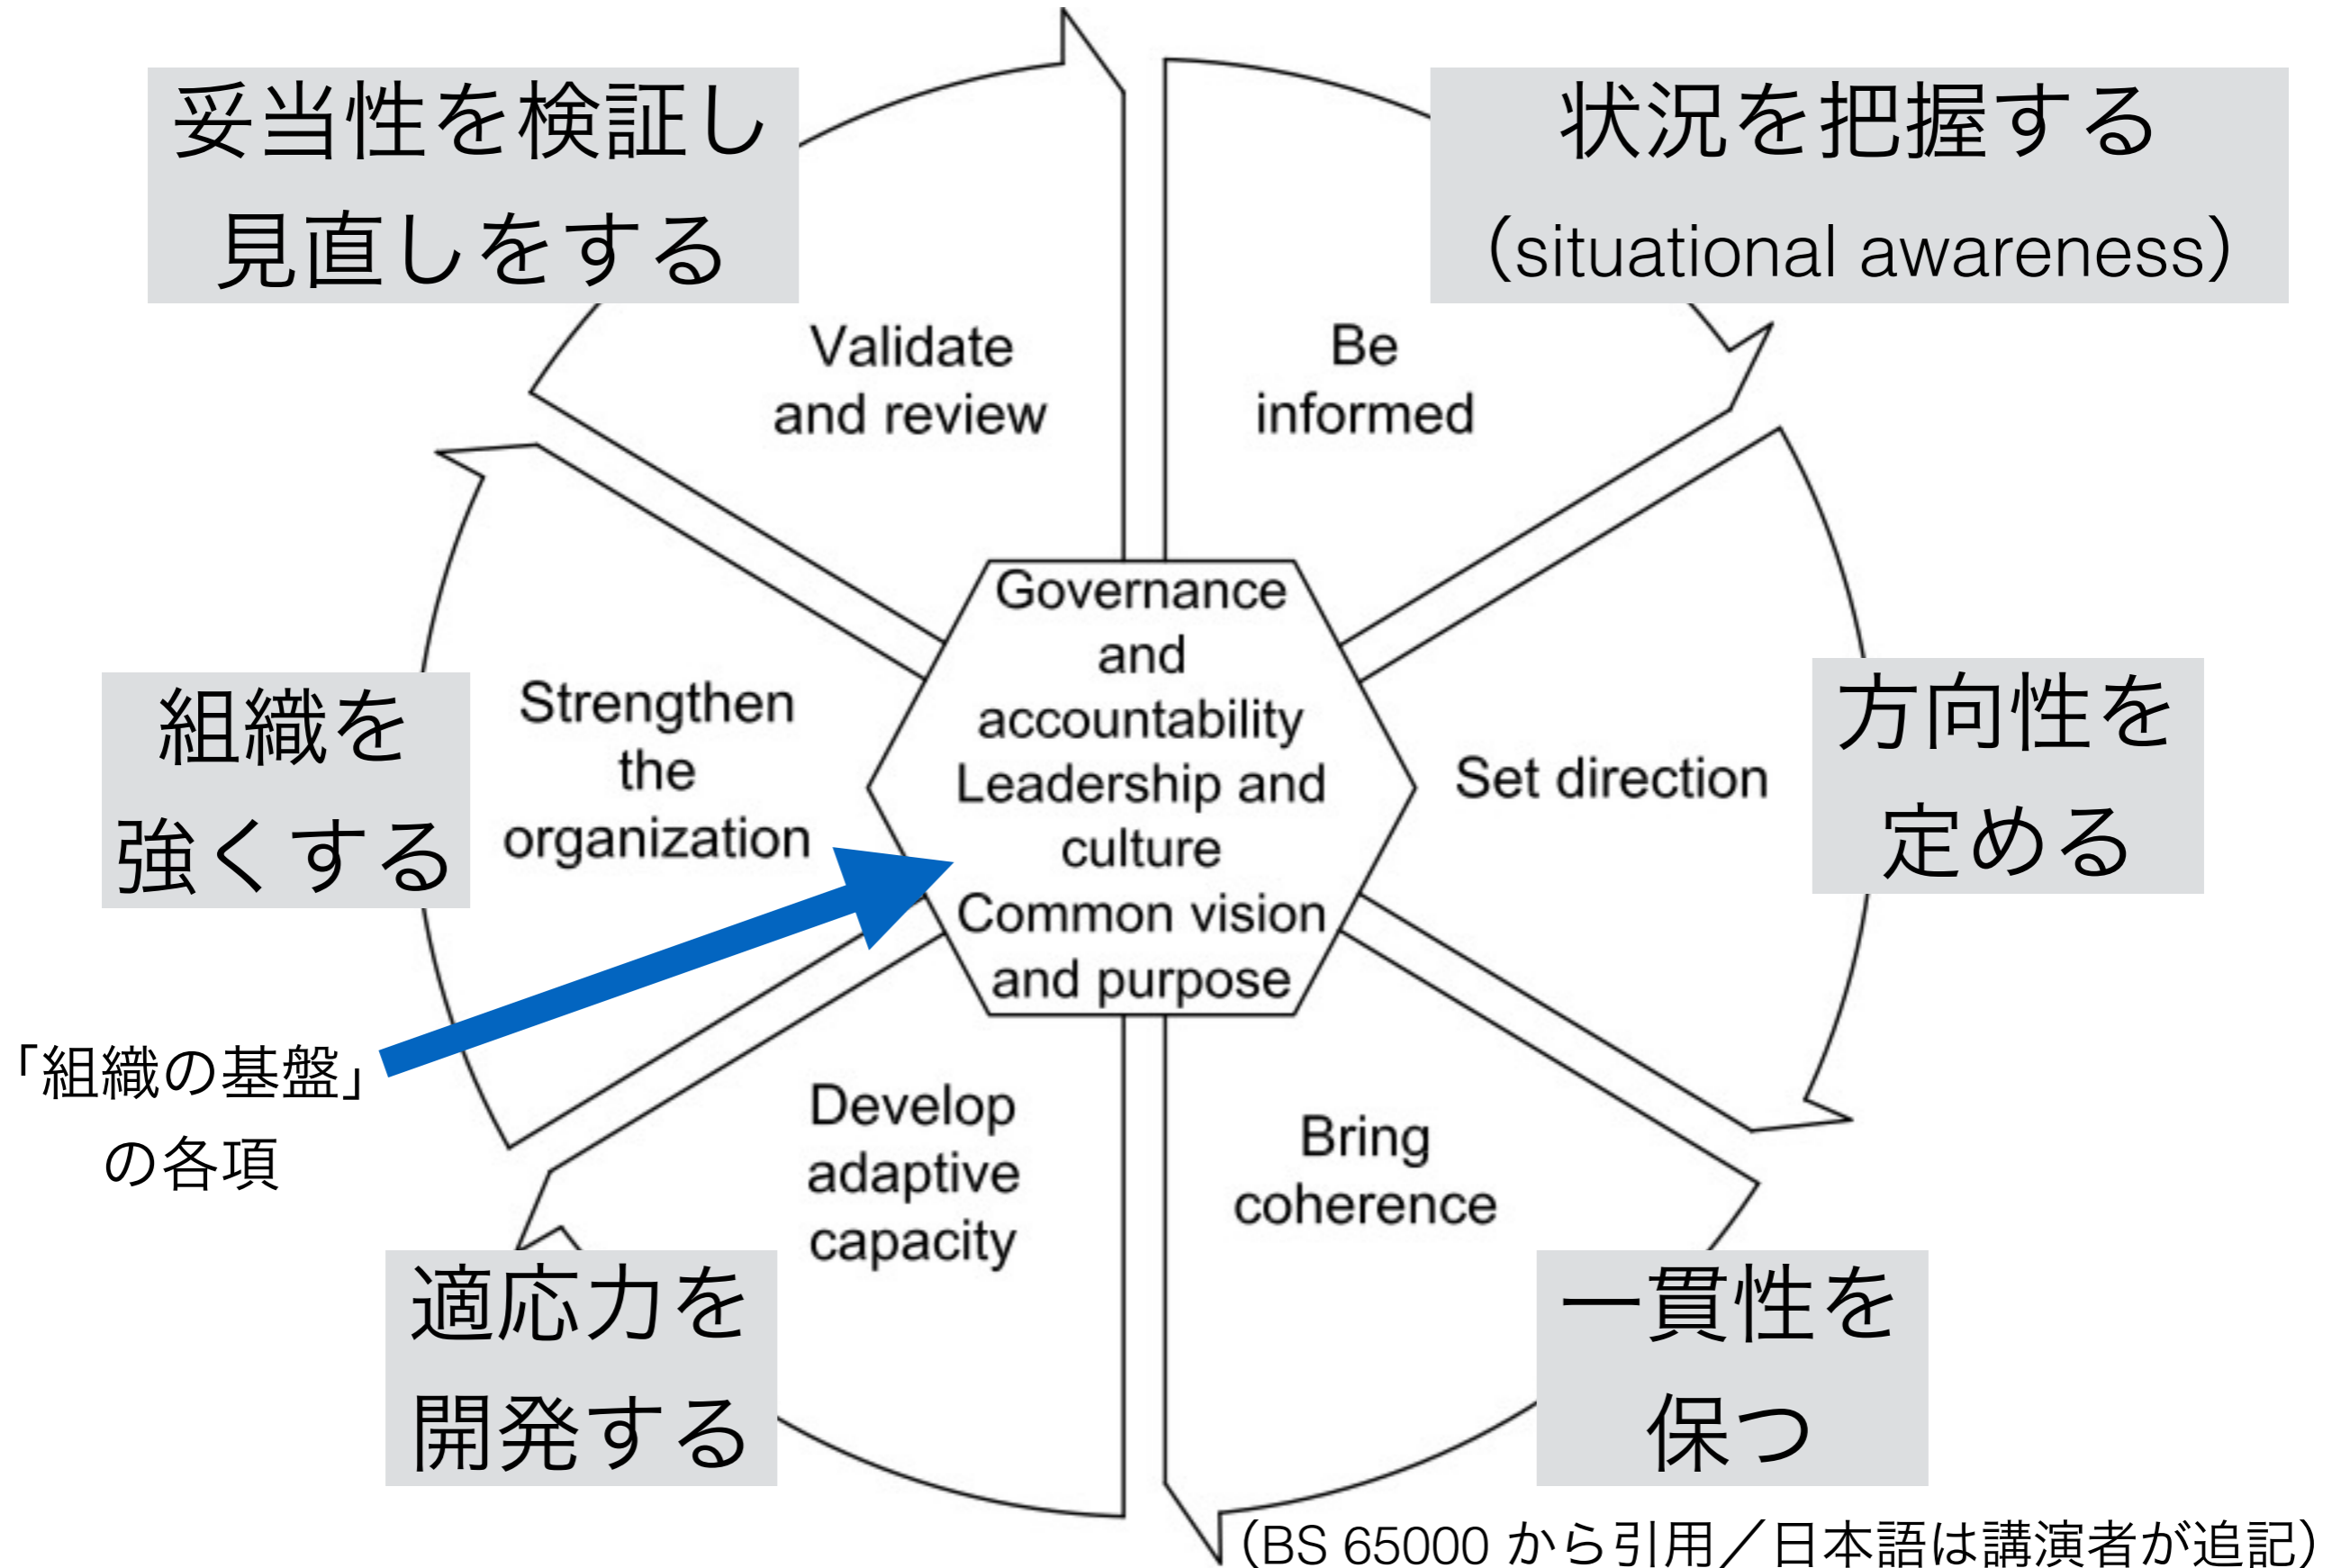 妥当性を検証し
見直しをする
状況を把握する
（situational awareness）
Validate
and review
Be
informed
Governance
and
accountability
Leadership and
culture
Common vision
and purpose
組織を
強くする
Strengthen
the
organization
Set direction
方向性を
定める
「組織の基盤」
の各項
Develop
adaptive
capacity
Bring
coherence
適応力を
開発する
一貫性を
保つ
（BS 65000 から引用／日本語は講演者が追記）